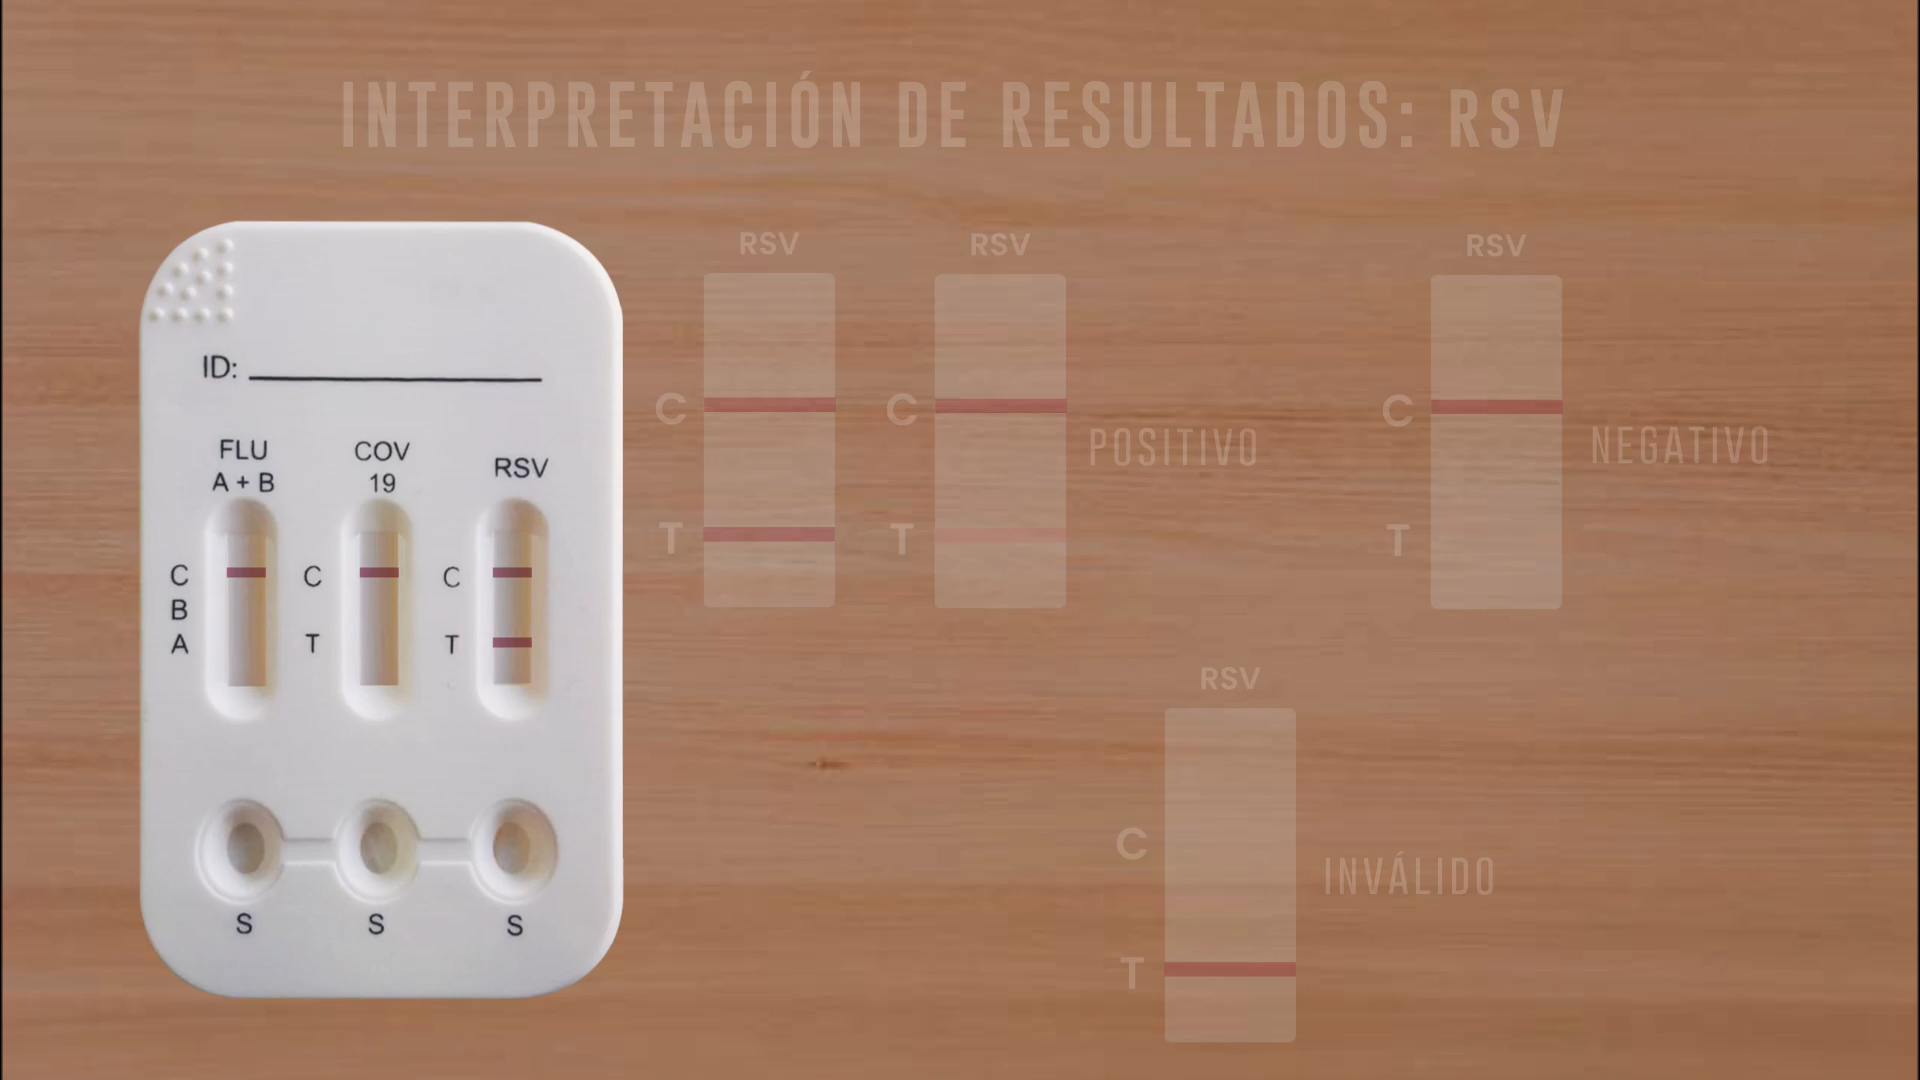 INTERPRETACIÓN DE RESULTADOS: RSV
ID:
FLU
A + B
COV
19
RSV
C
B
A
C
T
C
T
S
S
S
RSV
C
T
RSV
C
T
POSITIVO
RSV
C
T
NEGATIVO
RSV
C
T
INVÁLIDO